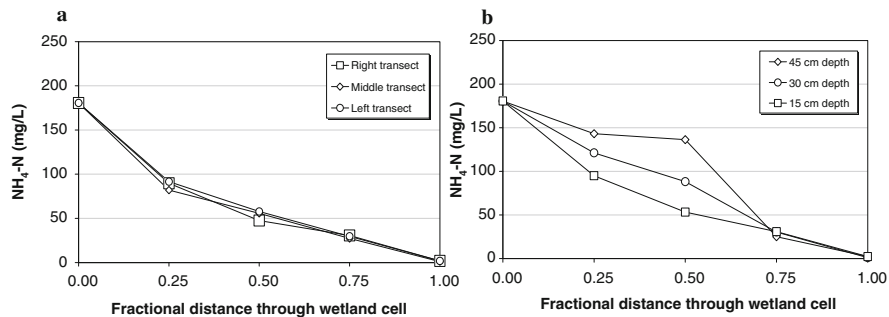 a
NH4-N (mg/L)
250
200
150
100
50
0
0.00 0.25 0.50 0.75 1.00
Fractional distance through wetland cell
Right transect
Middle transect
Left transect
b
NH4-N (mg/L)
250
200
150
100
50
0
0.00 0.25 0.50 0.75 1.00
Fractional distance through wetland cell
45 cm depth
30 cm depth
15 cm depth